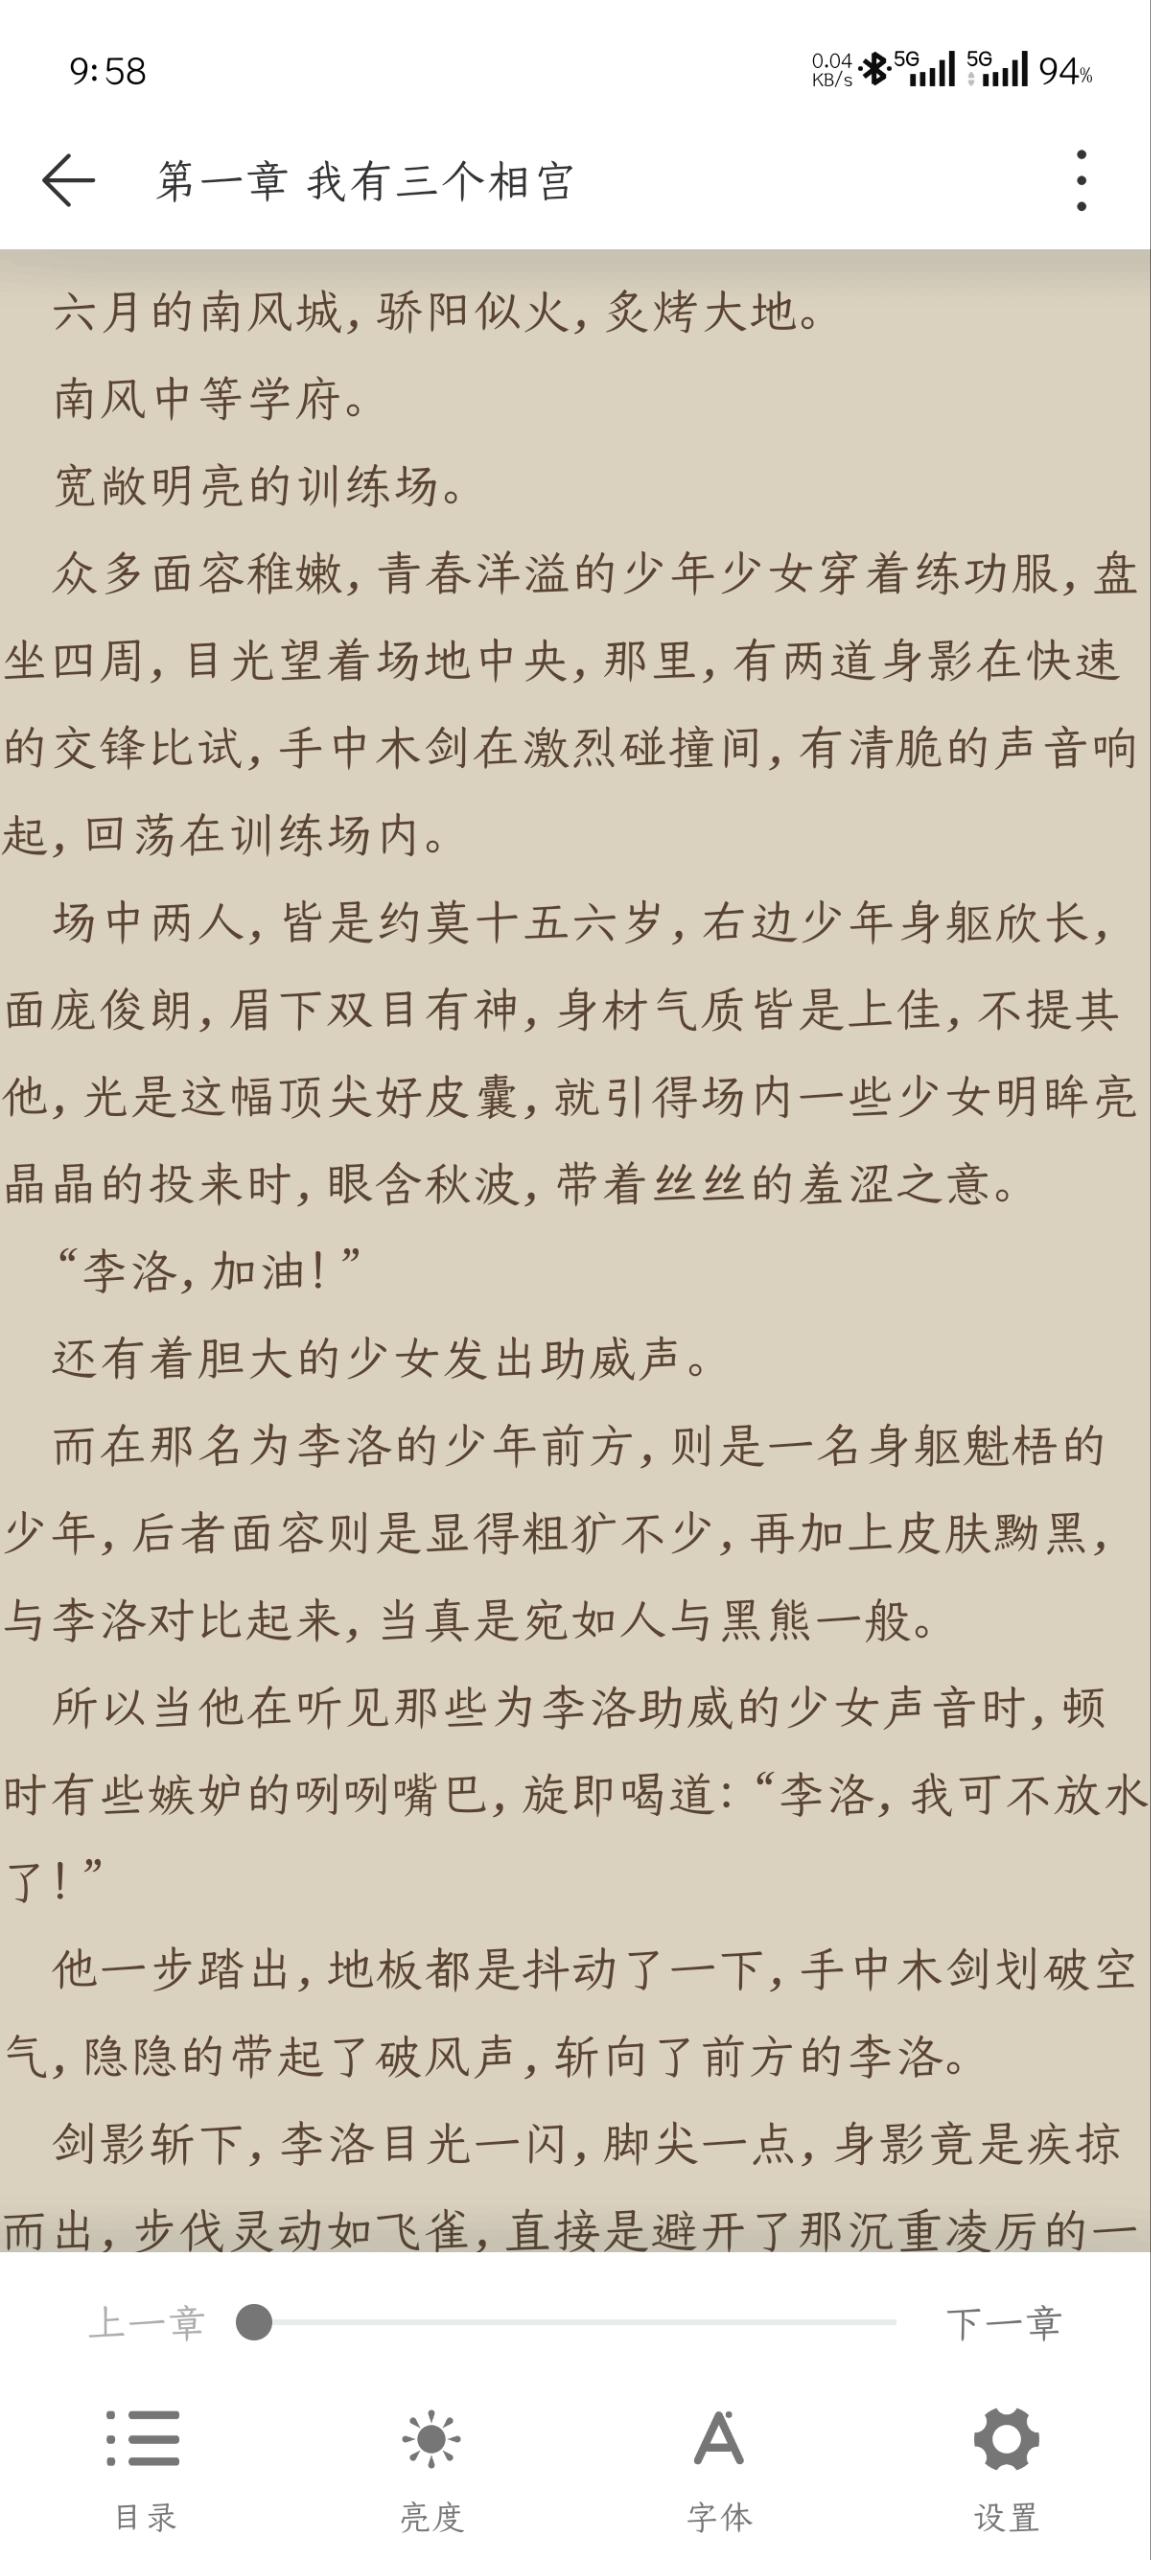 9:58
0.04 KB/s 5G 5G 94%
第一章 我有三个相宫
六月的南风城,骄阳似火,炙烤大地。
南风中等学府。
宽敞明亮的训练场。
众多面容稚嫩,青春洋溢的少年少女穿着练功服,盘
坐四周,目光望着场地中央,那里,有两道身影在快速
的交锋比试,手中木剑在激烈碰撞间,有清脆的声音响
起,回荡在训练场内。
场中两人,皆是约莫十五六岁,右边少年身躯欣长,
面庞俊朗,眉下双目有神,身材气质皆是上佳,不提其
他,光是这幅顶尖好皮囊,就引得场内一些少女明眸亮
晶晶的投来时,眼含秋波,带着丝丝的羞涩之意。
“李洛,加油!”
还有着胆大的少女发出助威声。
而在那名为李洛的少年前方,则是一名身躯魁梧的
少年,后者面容则是显得粗犷不少,再加上皮肤黝黑,
与李洛对比起来,当真是宛如人与黑熊一般。
所以当他在听见那些为李洛助威的少女声音时,顿
时有些嫉妒的咧咧嘴巴,旋即喝道:“李洛,我可不放水
了!”
他一步踏出,地板都是抖动了一下,手中木剑划破空
气,隐隐的带起了破风声,斩向了前方的李洛。
剑影斩下,李洛目光一闪,脚尖一点,身影竟是疾掠
而出,步伐灵动如飞雀,直接是避开了那沉重凌厉的一
上一章 下一章
目录 亮度 字体 设置